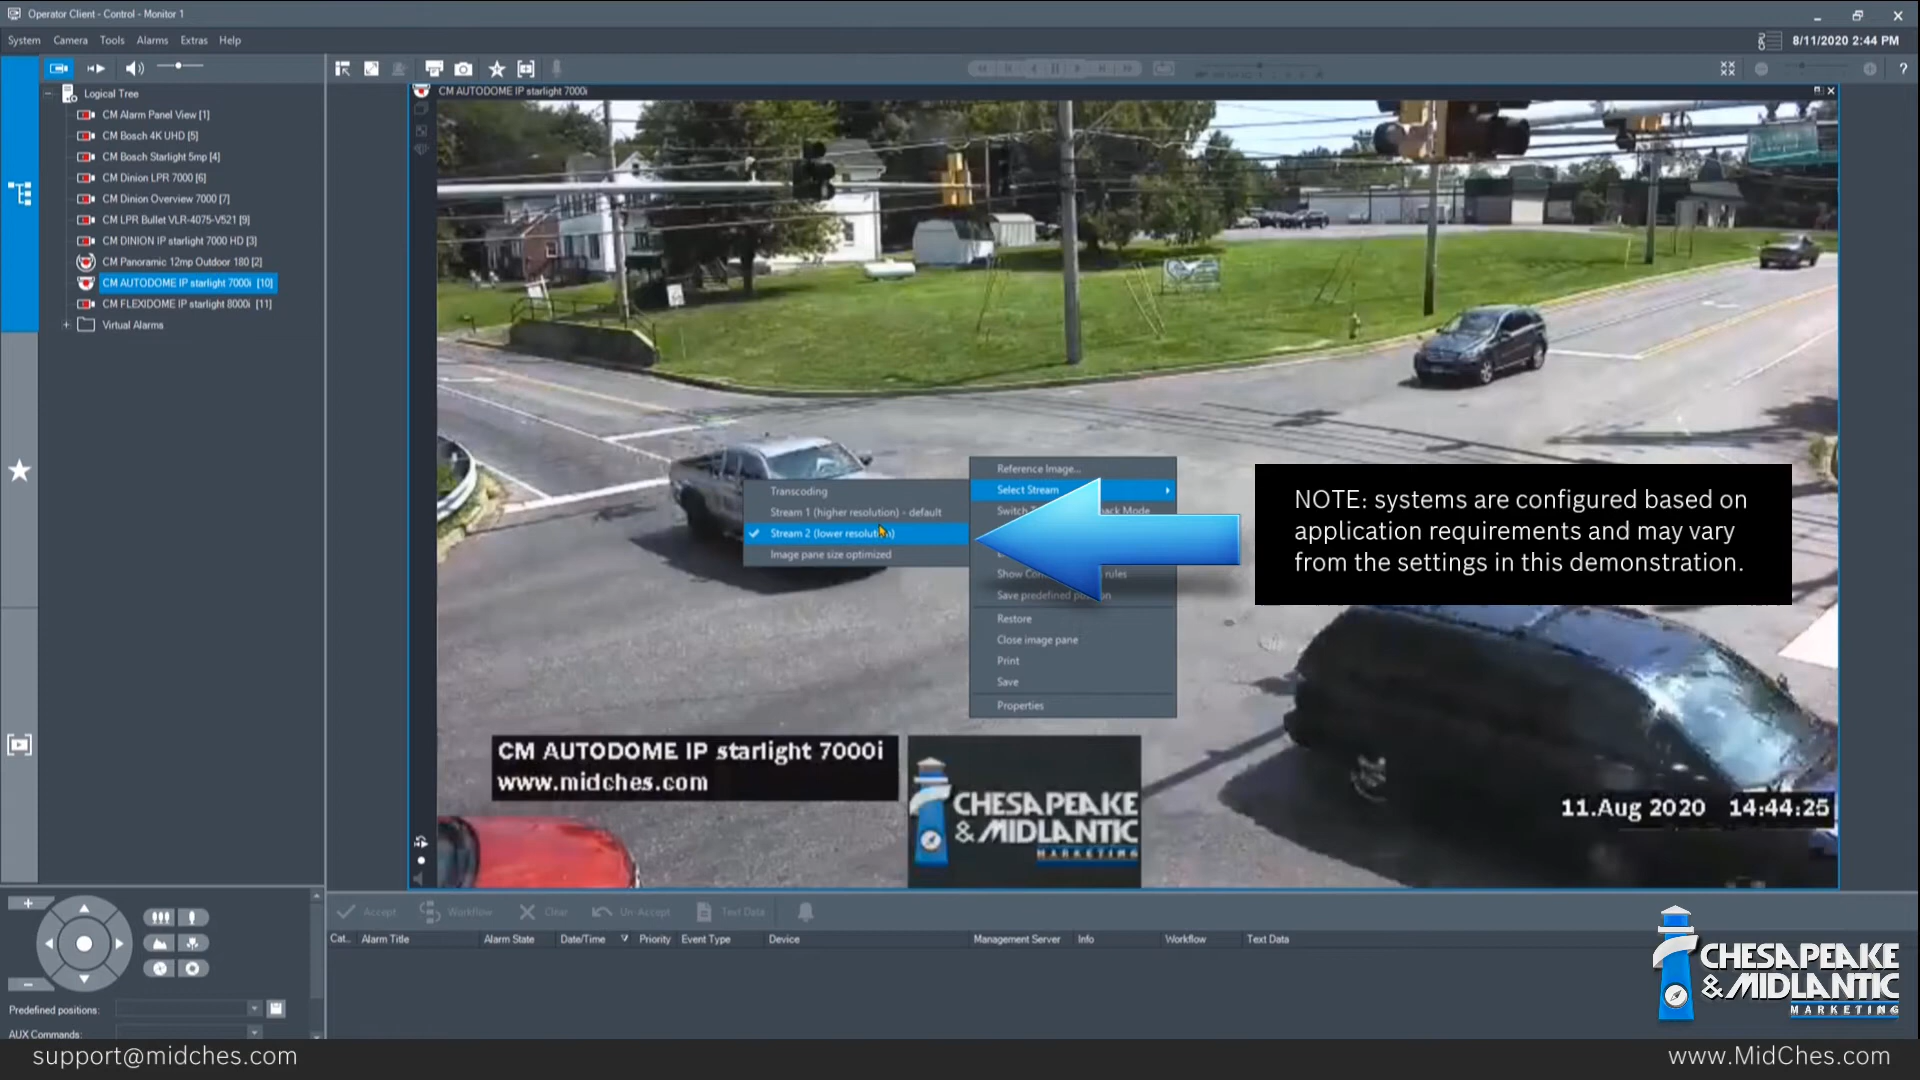 Operator Client - Control - Monitor 1
System Camera Tools Alarms Extras Help
CPU
8/11/2020 2:44 PM
?
Logical Tree
CM Alarm Panel View [1]
CM Bosch 4K UHD [5]
CM Bosch Starlight 5mp [4]
CM Dinion LPR 7000 [6]
CM Dinion Overview 7000 [7]
CM LPR Bullet VLR-4075-V521 [9]
CM DINION IP starlight 7000 HD [3]
CM Panoramic 12mp Outdoor 180 [2]
CM AUTODOME IP starlight 7000i [10]
CM FLEXIDOME IP starlight 8000i [11]
Virtual Alarms
CM AUTODOME IP starlight 7000i
Reference Image...
Select Stream
Transcoding
Stream 1 (higher resolution) - default
Stream 2 (lower resolution)
Image pane size optimized
Save predefined
Restore
Close image pane
Print
Save
Properties
NOTE: systems are configured based on
application requirements and may vary
from the settings in this demonstration.
CM AUTODOME IP starlight 7000i
www.midches.com
CHESAPEAKE
& MIDLANTIC
MARKETING
11.Aug 2020 14:44:25
Accept Workflow Clear Un-Accept Text Data
Cat.. Alarm Title Alarm State Date/Time Priority Event Type Device Management Server Info Workflow Text Data
Predefined positions:
AUX Commands:
CHESAPEAKE
& MIDLANTIC
MARKETING
support@midches.com
www.MidChes.com